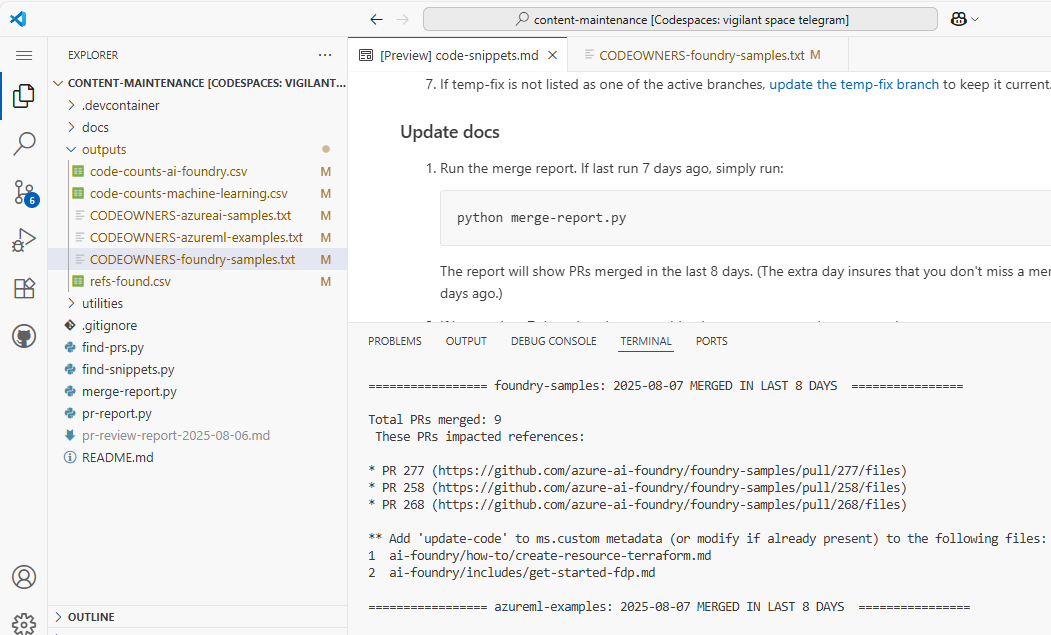 content-maintenance [Codespaces: vigilant space telegram]
EXPLORER
CONTENT-MAINTENANCE [CODESPACES: VIGILANT...
.devcontainer
docs
outputs
code-counts-ai-foundry.csv M
code-counts-machine-learning.csv M
CODEOWNERS-azureai-samples.txt M
CODEOWNERS-azureml-examples.txt M
CODEOWNERS-foundry-samples.txt M
refs-found.csv M
utilities
.gitignore
find-prs.py
find-snippets.py
merge-report.py
pr-report.py
pr-review-report-2025-08-06.md
README.md
OUTLINE
6
[Preview] code-snippets.md
CODEOWNERS-foundry-samples.txt M
7. If temp-fix is not listed as one of the active branches, update the temp-fix branch to keep it current.
Update docs
1. Run the merge report. If last run 7 days ago, simply run:
python merge-report.py
The report will show PRs merged in the last 8 days. (The extra day insures that you don't miss a mer
days ago.)
PROBLEMS OUTPUT DEBUG CONSOLE TERMINAL PORTS
================= foundry-samples: 2025-08-07 MERGED IN LAST 8 DAYS ================
Total PRs merged: 9
These PRs impacted references:
* PR 277 (https://github.com/azure-ai-foundry/foundry-samples/pull/277/files)
* PR 258 (https://github.com/azure-ai-foundry/foundry-samples/pull/258/files)
* PR 268 (https://github.com/azure-ai-foundry/foundry-samples/pull/268/files)
** Add 'update-code' to ms.custom metadata (or modify if already present) to the following files:
1 ai-foundry/how-to/create-resource-terraform.md
2 ai-foundry/includes/get-started-fdp.md
================= azureml-examples: 2025-08-07 MERGED IN LAST 8 DAYS ================